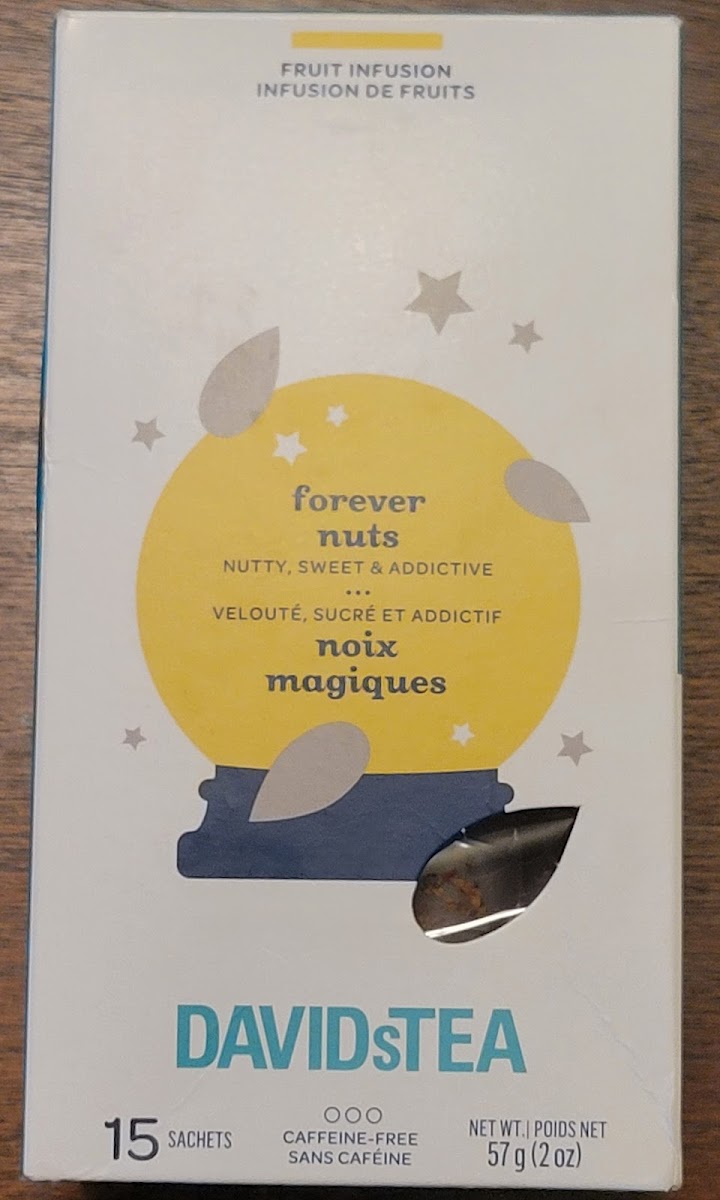 FRUIT INFUSION
INFUSION DE FRUITS
forever
nuts
NUTTY, SWEET & ADDICTIVE
...
VELOUTÉ, SUCRÉ ET ADDICTIF
noix
magiques
DAVIDsTEA
15 SACHETS
CAFFEINE-FREE
SANS CAFÉINE
NET WT. | POIDS NET
57 g (2 oz)